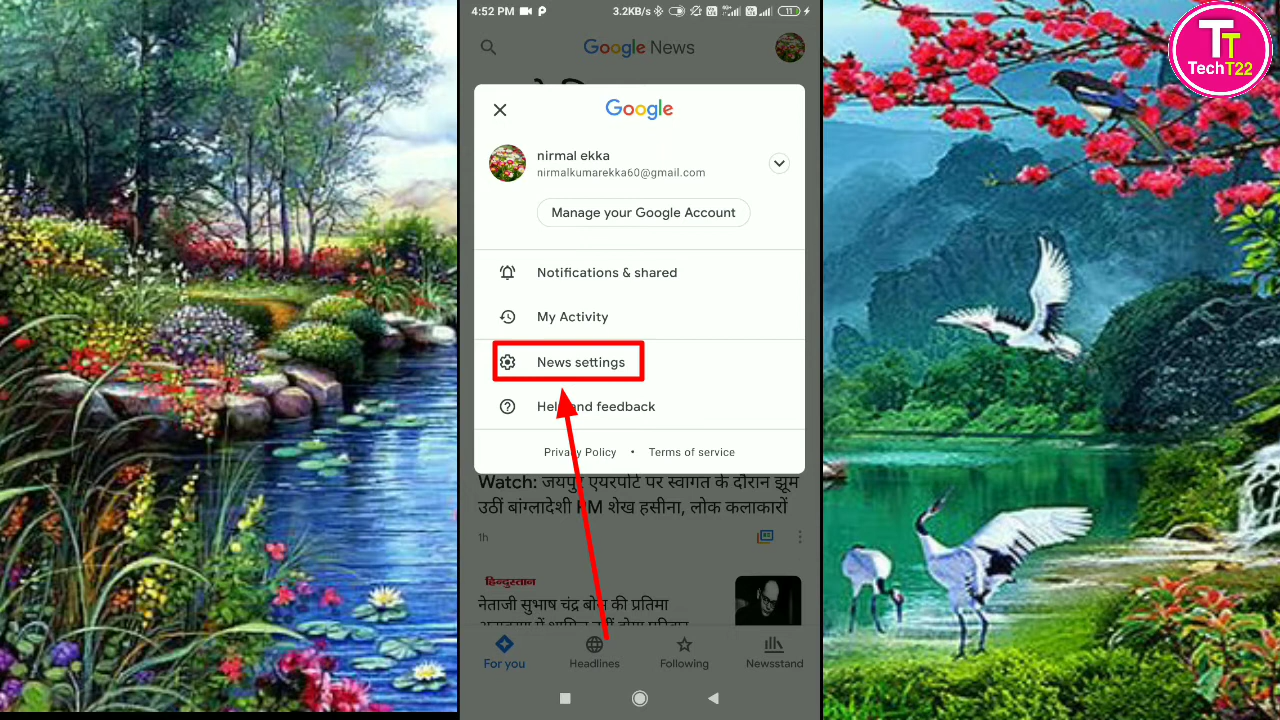 4:52 PM
3.2KB/s
11
Google News
TT
TechT22
Google
nirmal ekka
nirmalkumarekka60@gmail.com
Manage your Google Account
Notifications & shared
My Activity
News settings
Help and feedback
Privacy Policy • Terms of service
Watch: जयपुर एयरपोर्ट पर स्वागत के दौरान झूम
उठीं बांग्लादेशी PM शेख हसीना, लोक कलाकारों
1h
हिन्दुस्तान
नेताजी सुभाष चंद्र बोस की प्रतिमा
For you
Headlines
Following
Newsstand